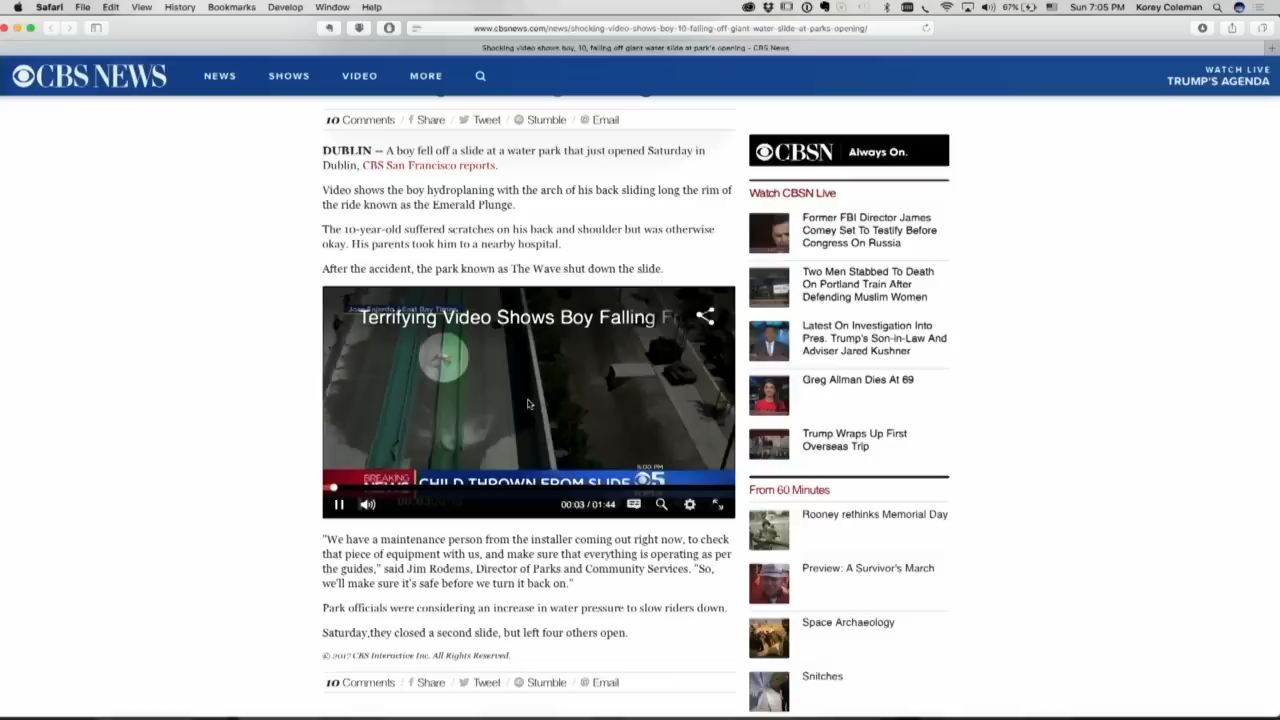 Safari File Edit View History Bookmarks Develop Window Help
67% Sun 7:05 PM Korey Coleman
www.cbsnews.com/news/shocking-video-shows-boy-10-falling-off-giant-water-slide-at-parks-opening/
Shocking video shows boy, 10, falling off giant water slide at park's opening - CBS News
CBS NEWS NEWS SHOWS VIDEO MORE
WATCH LIVE
TRUMP'S AGENDA
10 Comments / Share / Tweet / Stumble / Email
DUBLIN -- A boy fell off a slide at a water park that just opened Saturday in
Dublin, CBS San Francisco reports.
Video shows the boy hydroplaning with the arch of his back sliding long the rim of
the ride known as the Emerald Plunge.
The 10-year-old suffered scratches on his back and shoulder but was otherwise
okay. His parents took him to a nearby hospital.
After the accident, the park known as The Wave shut down the slide.
Terrifying Video Shows Boy Falling F
5:00 PM
BREAKING
NEWS CHILD THROWN FROM SLIDE 5
00:03 / 01:44
"We have a maintenance person from the installer coming out right now, to check
that piece of equipment with us, and make sure that everything is operating as per
the guides," said Jim Rodems, Director of Parks and Community Services. "So,
we'll make sure it's safe before we turn it back on."
Park officials were considering an increase in water pressure to slow riders down.
Saturday,they closed a second slide, but left four others open.
© 2017 CBS Interactive Inc. All Rights Reserved.
10 Comments / Share / Tweet / Stumble / Email
CBSN Always On.
Watch CBSN Live
Former FBI Director James
Comey Set To Testify Before
Congress On Russia
Two Men Stabbed To Death
On Portland Train After
Defending Muslim Women
Latest On Investigation Into
Pres. Trump's Son-in-Law And
Adviser Jared Kushner
Greg Allman Dies At 69
Trump Wraps Up First
Overseas Trip
From 60 Minutes
Rooney rethinks Memorial Day
Preview: A Survivor's March
Space Archaeology
Snitches